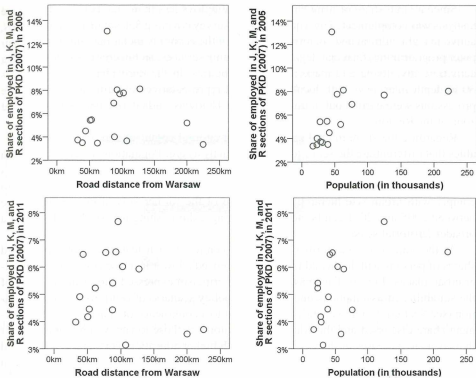 Share of employed in J, K, M, and
R sections of PKD (2007) in 2005
14%
12%
10%
8%
6%
4%
2%
0km
50km
100km
150km
200km
250km
Road distance from Warsaw
Share of employed in J, K, M, and
R sections of PKD (2007) in 2005
14%
12%
10%
8%
6%
4%
2%
0
50
100
150
200
250
Population (in thousands)
Share of employed in J, K, M, and
R sections of PKD (2007) in 2011
8%
7%
6%
5%
4%
3%
0km
50km
100km
150km
200km
250km
Road distance from Warsaw
Share of employed in J, K, M, and
R sections of PKD (2007) in 2011
8%
7%
6%
5%
4%
3%
0
50
100
150
200
250
Population (in thousands)